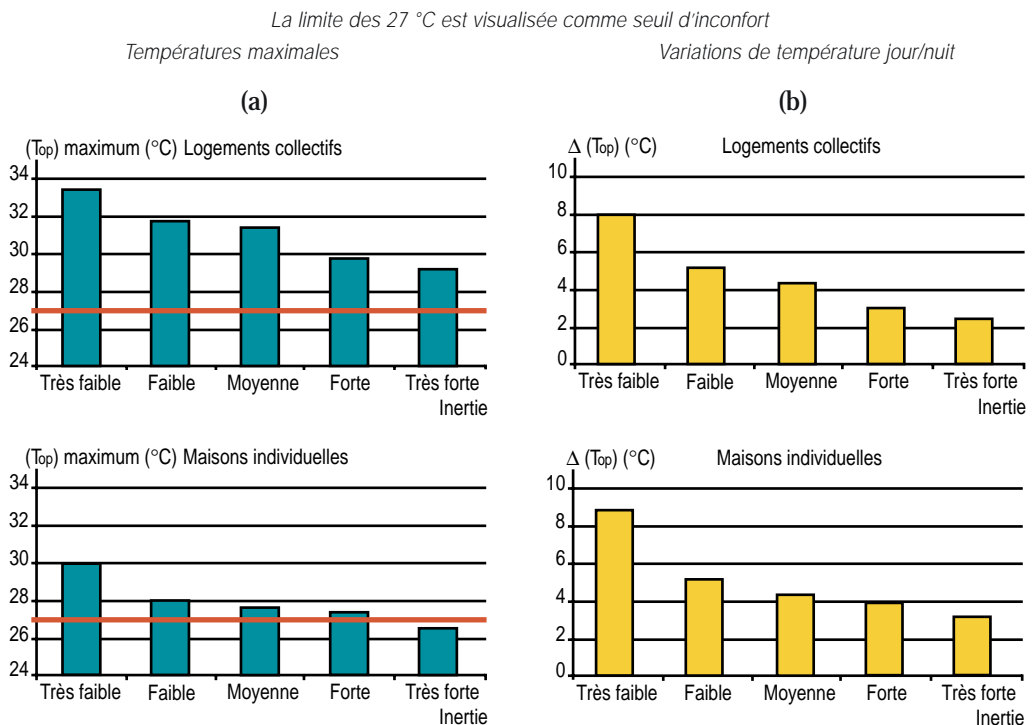 La limite des 27 °C est visualisée comme seuil d'inconfort
Températures maximales
Variations de température jour/nuit
(a)
(b)
(Top) maximum (°C) Logements collectifs
34
32
30
28
26
24
Très faible Faible Moyenne Forte Très forte
Inertie
Δ (Top) (°C) Logements collectifs
10
8
6
4
2
0
Très faible Faible Moyenne Forte Très forte
Inertie
(Top) maximum (°C) Maisons individuelles
34
32
30
28
26
24
Très faible Faible Moyenne Forte Très forte
Inertie
Δ (Top) (°C) Maisons individuelles
10
8
6
4
2
0
Très faible Faible Moyenne Forte Très forte
Inertie